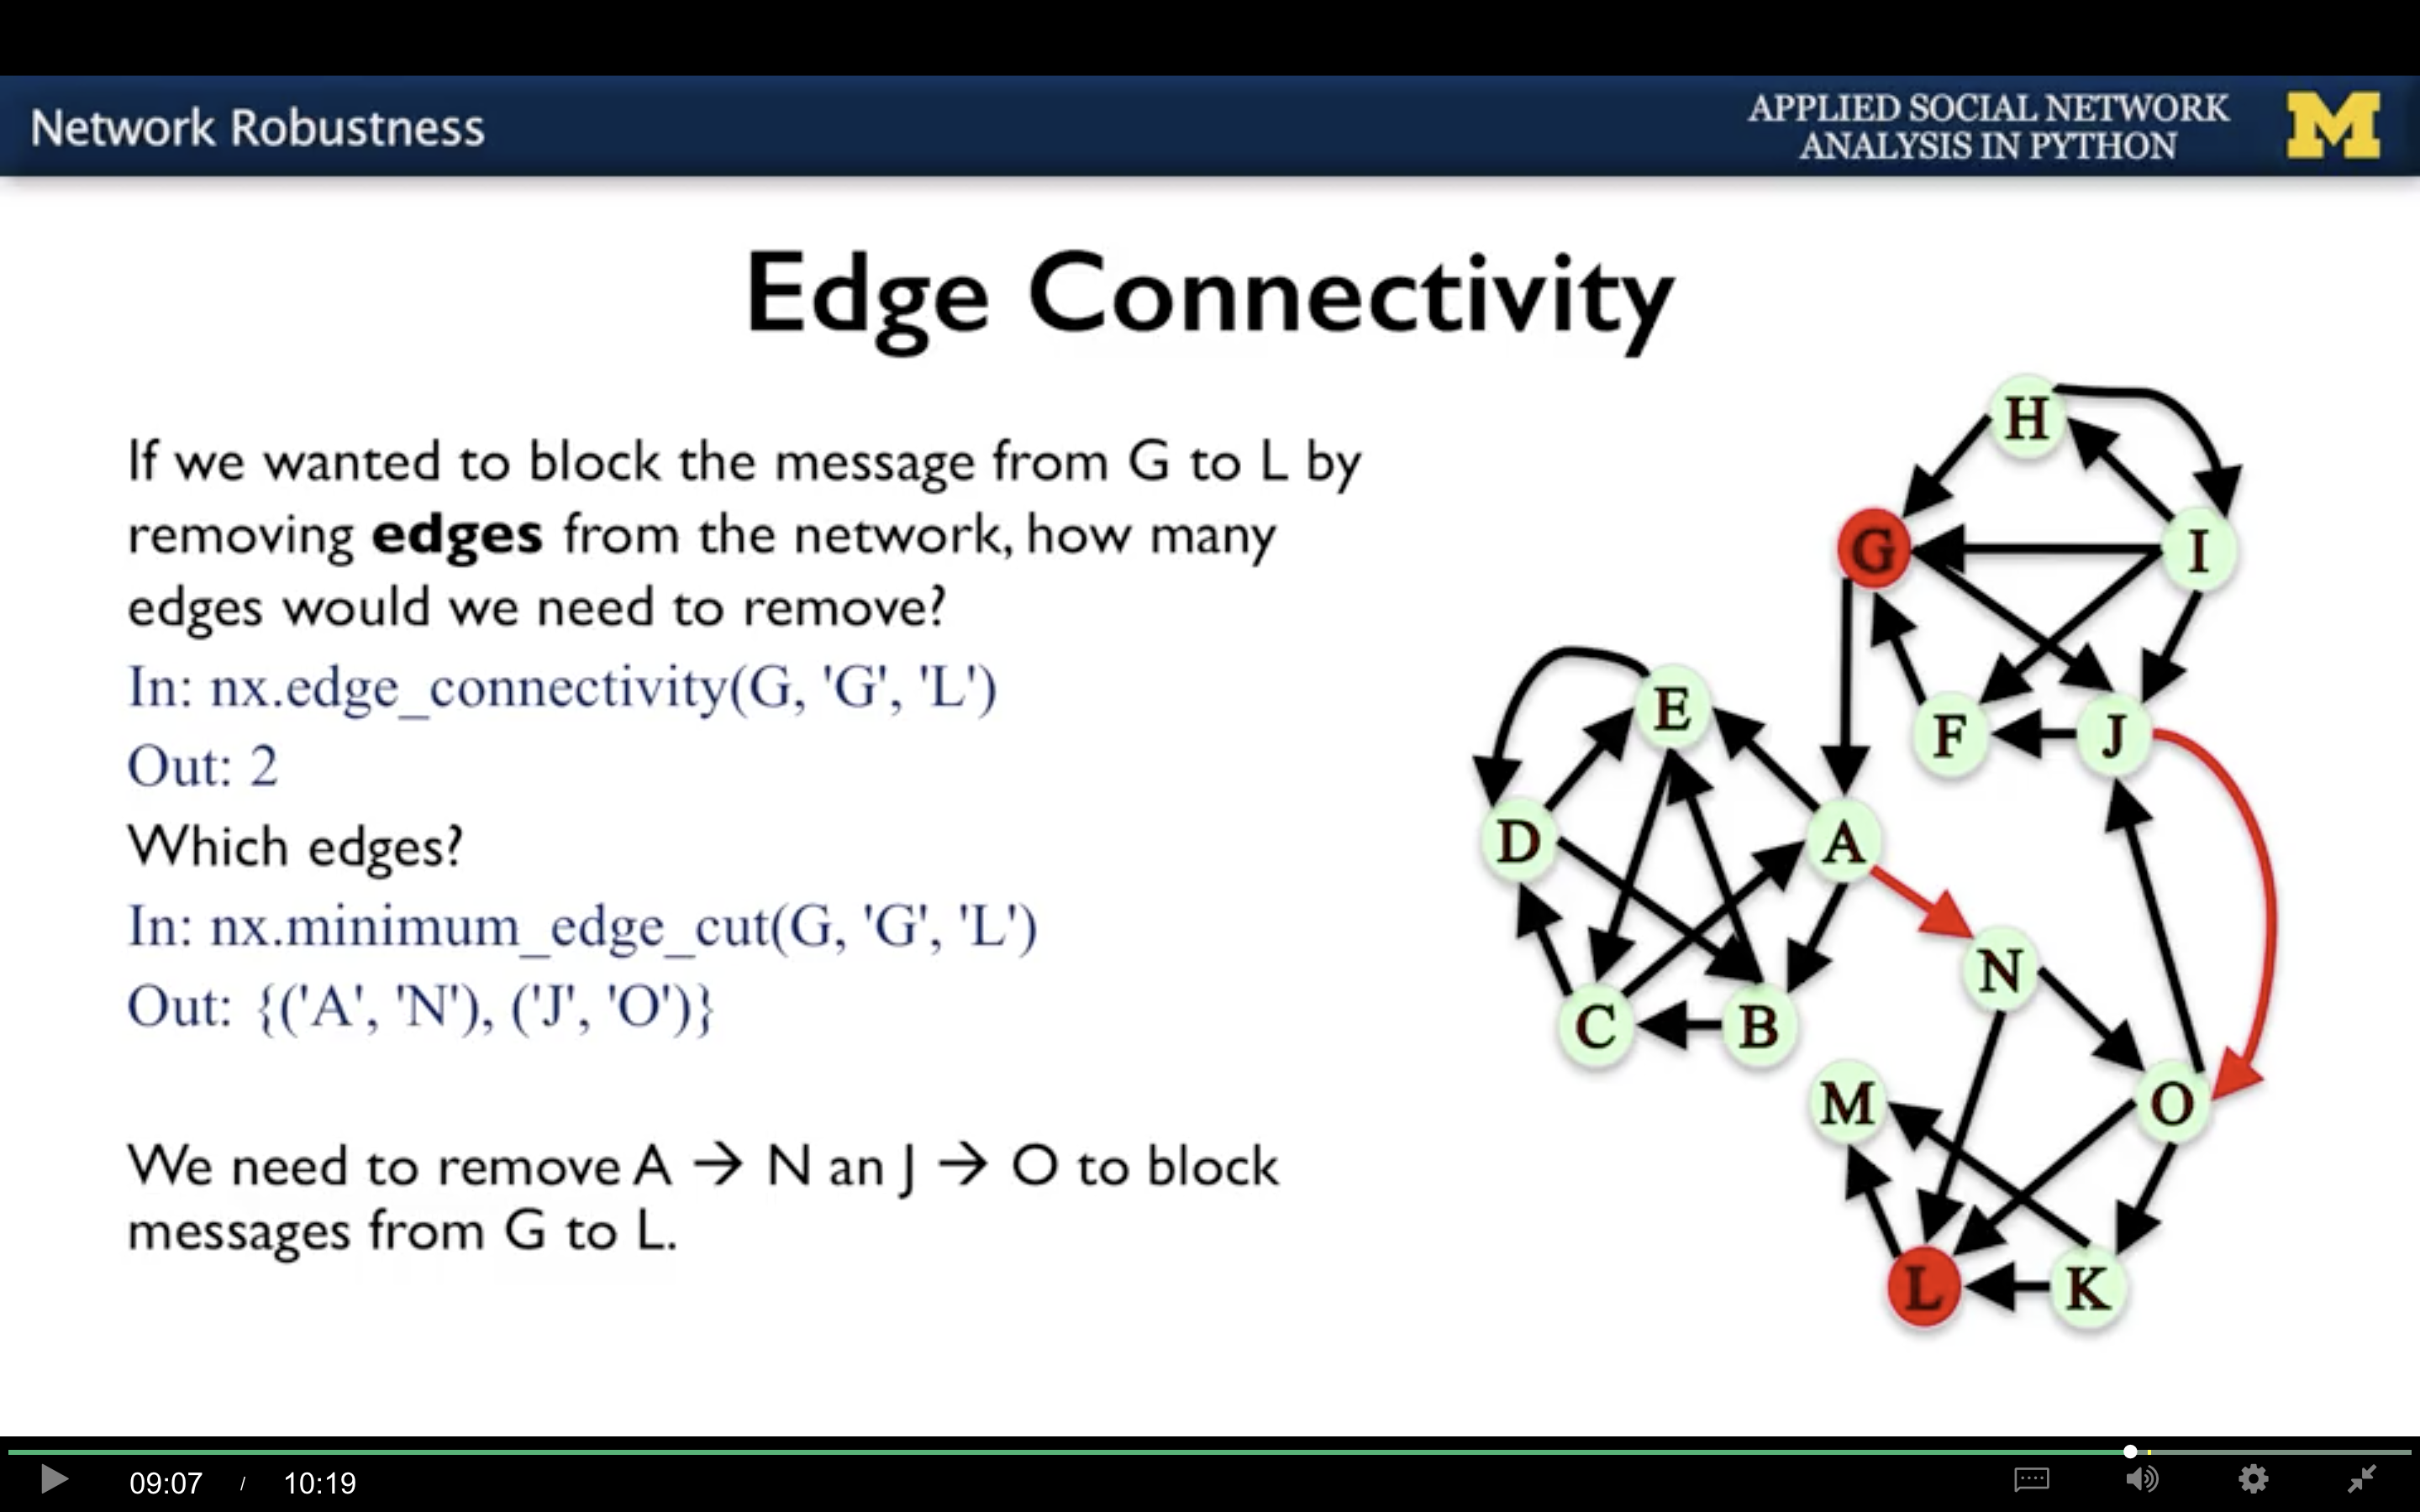 Network Robustness
APPLIED SOCIAL NETWORK
ANALYSIS IN PYTHON
M
Edge Connectivity
If we wanted to block the message from G to L by
removing edges from the network, how many
edges would we need to remove?
In: nx.edge_connectivity(G, 'G', 'L')
Out: 2
Which edges?
In: nx.minimum_edge_cut(G, 'G', 'L')
Out: {('A', 'N'), ('J', 'O')}
We need to remove A → N an J → O to block
messages from G to L.
H
G
I
E
F
J
D
A
N
C
B
M
O
L
K
09:07 / 10:19